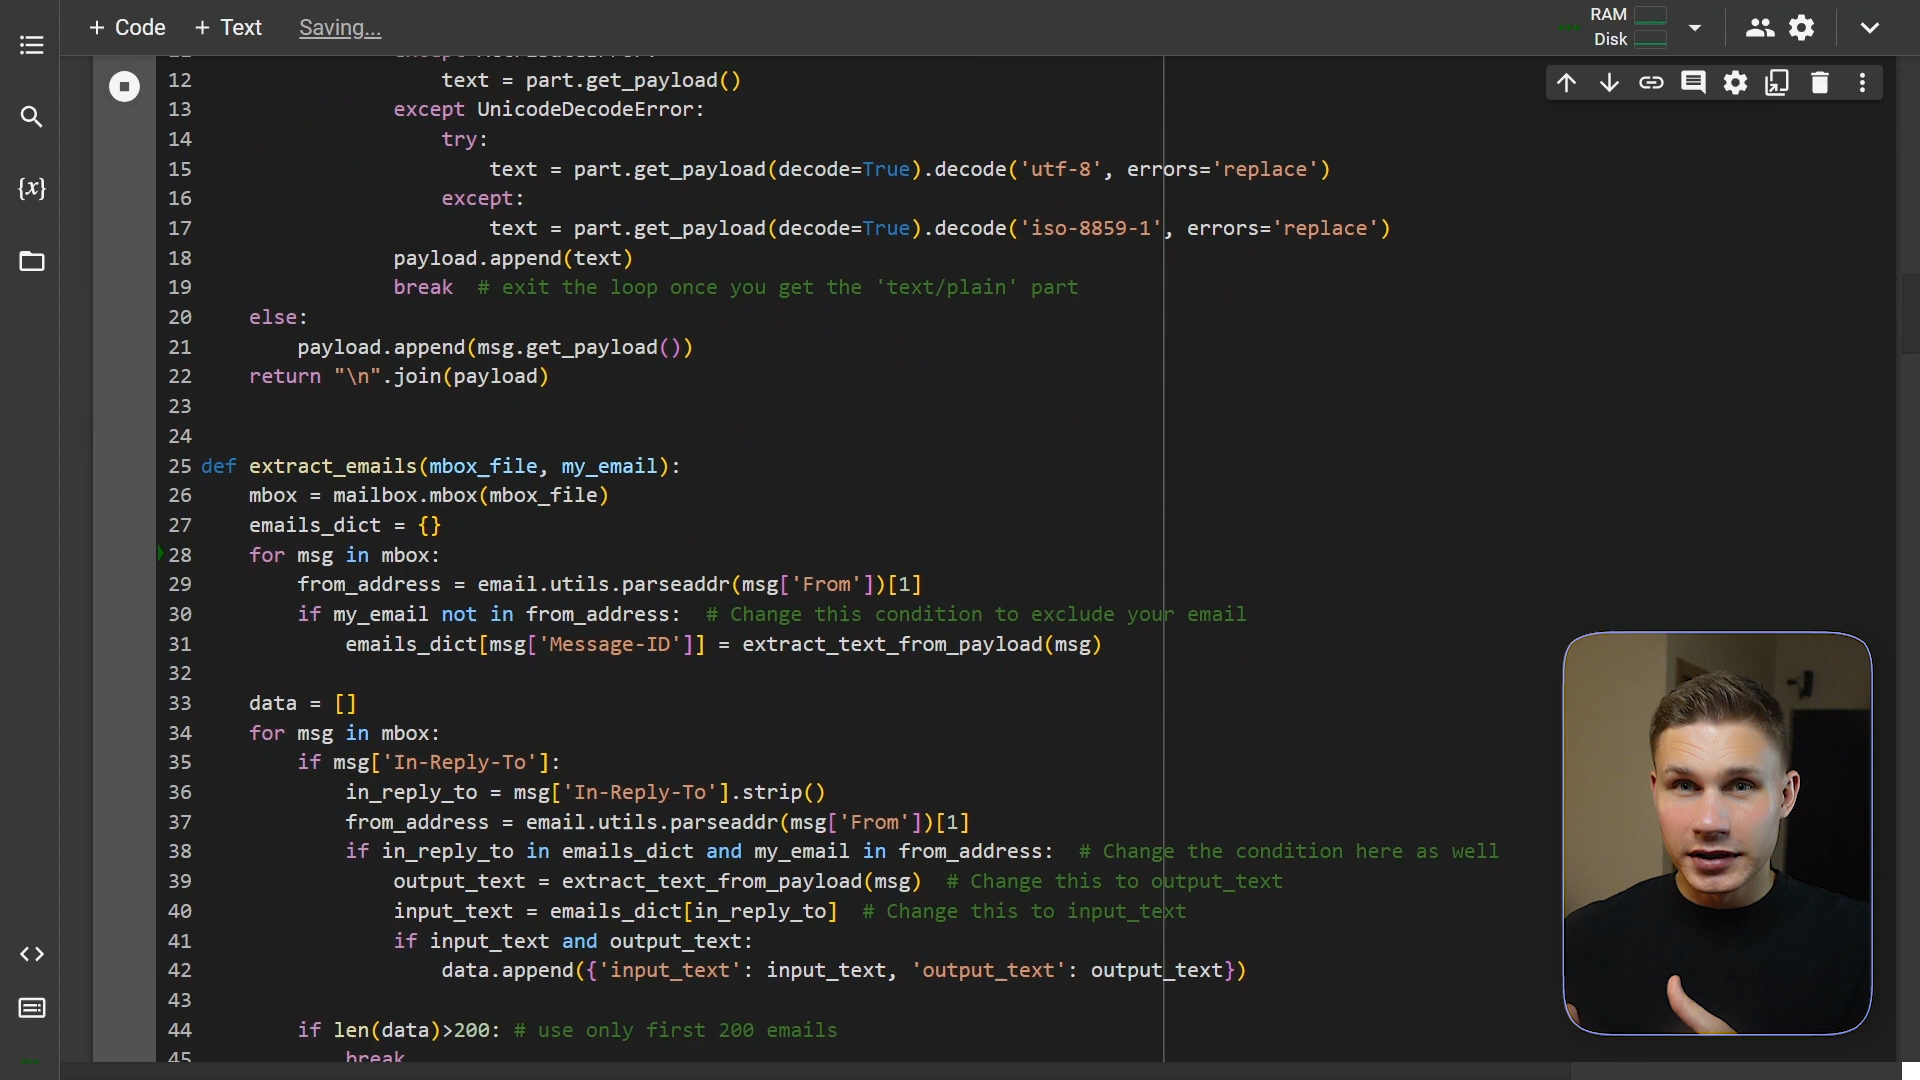 + Code + Text Saving...
RAM
Disk
12 text = part.get_payload()
13 except UnicodeDecodeError:
14 try:
15 text = part.get_payload(decode=True).decode('utf-8', errors='replace')
16 except:
17 text = part.get_payload(decode=True).decode('iso-8859-1', errors='replace')
18 payload.append(text)
19 break # exit the loop once you get the 'text/plain' part
20 else:
21 payload.append(msg.get_payload())
22 return "\n".join(payload)
23
24
25 def extract_emails(mbox_file, my_email):
26 mbox = mailbox.mbox(mbox_file)
27 emails_dict = {}
28 for msg in mbox:
29 from_address = email.utils.parseaddr(msg['From'])[1]
30 if my_email not in from_address: # Change this condition to exclude your email
31 emails_dict[msg['Message-ID']] = extract_text_from_payload(msg)
32
33 data = []
34 for msg in mbox:
35 if msg['In-Reply-To']:
36 in_reply_to = msg['In-Reply-To'].strip()
37 from_address = email.utils.parseaddr(msg['From'])[1]
38 if in_reply_to in emails_dict and my_email in from_address: # Change the condition here as well
39 output_text = extract_text_from_payload(msg) # Change this to output_text
40 input_text = emails_dict[in_reply_to] # Change this to input_text
41 if input_text and output_text:
42 data.append({'input_text': input_text, 'output_text': output_text})
43
44 if len(data)>200: # use only first 200 emails
45 break